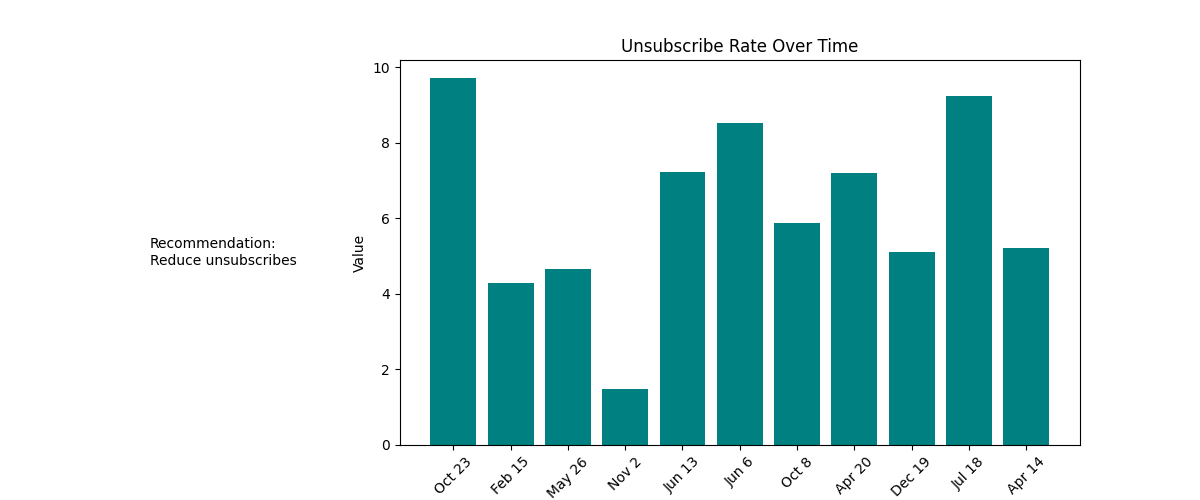 Unsubscribe Rate Over Time
Recommendation:
Reduce unsubscribes
Value
10
8
6
4
2
0
Oct 23
Feb 15
May 26
Nov 2
Jun 13
Jun 6
Oct 8
Apr 20
Dec 19
Jul 18
Apr 14